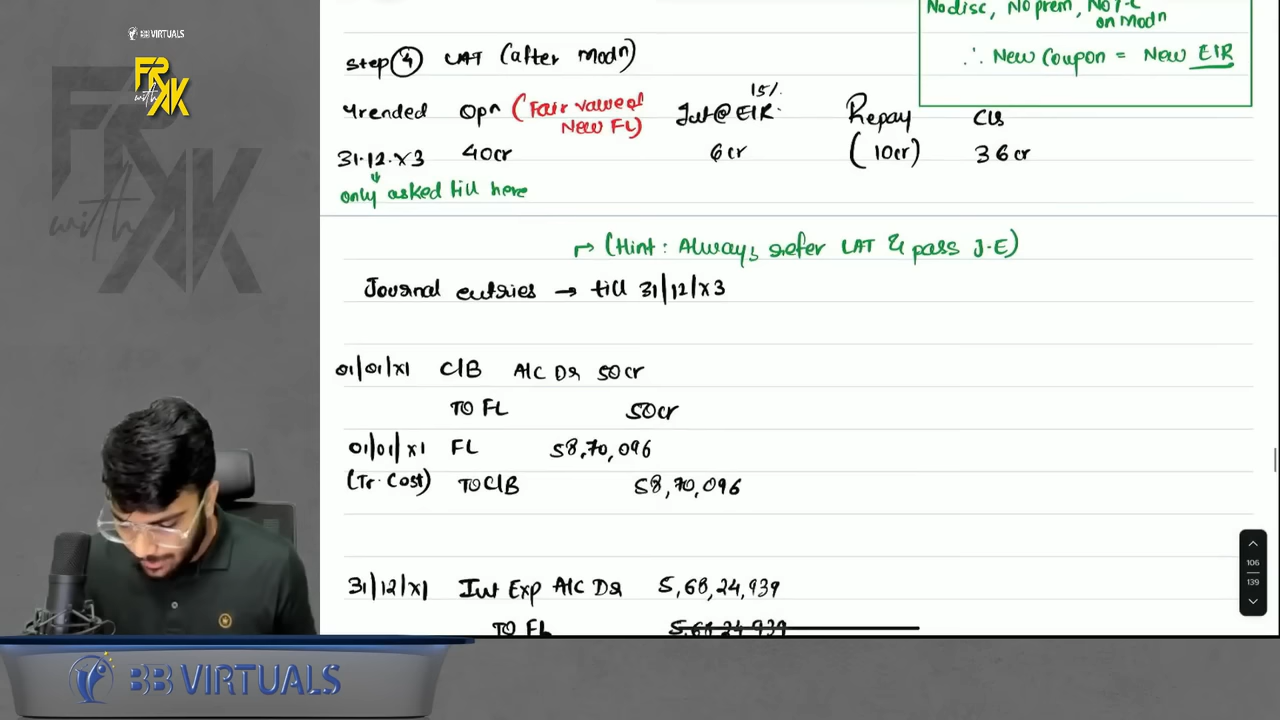 BB VIRTUALS
FR
with AK
No disc, No prem, No T.C
on Modn
∴ New Coupon = New EIR
Step ④ LAT (after modn)
15%
Yrended Opn (Fair value of New FL) Int@EIR Repay Cls
31.12.X3 40cr 6cr (10cr) 36cr
only asked till here
(Hint: Always refer LAT & pass J.E)
Journal entries → till 31/12/X3
01/01/X1 C/B A/C Dr 50cr
TO FL 50cr
01/01/X1 FL 58,70,096
(Tr. Cost) TO C/B 58,70,096
31/12/X1 Int Exp A/C Dr 5,68,24,939
TO FL 5,68,24,939
106
139
BB VIRTUALS